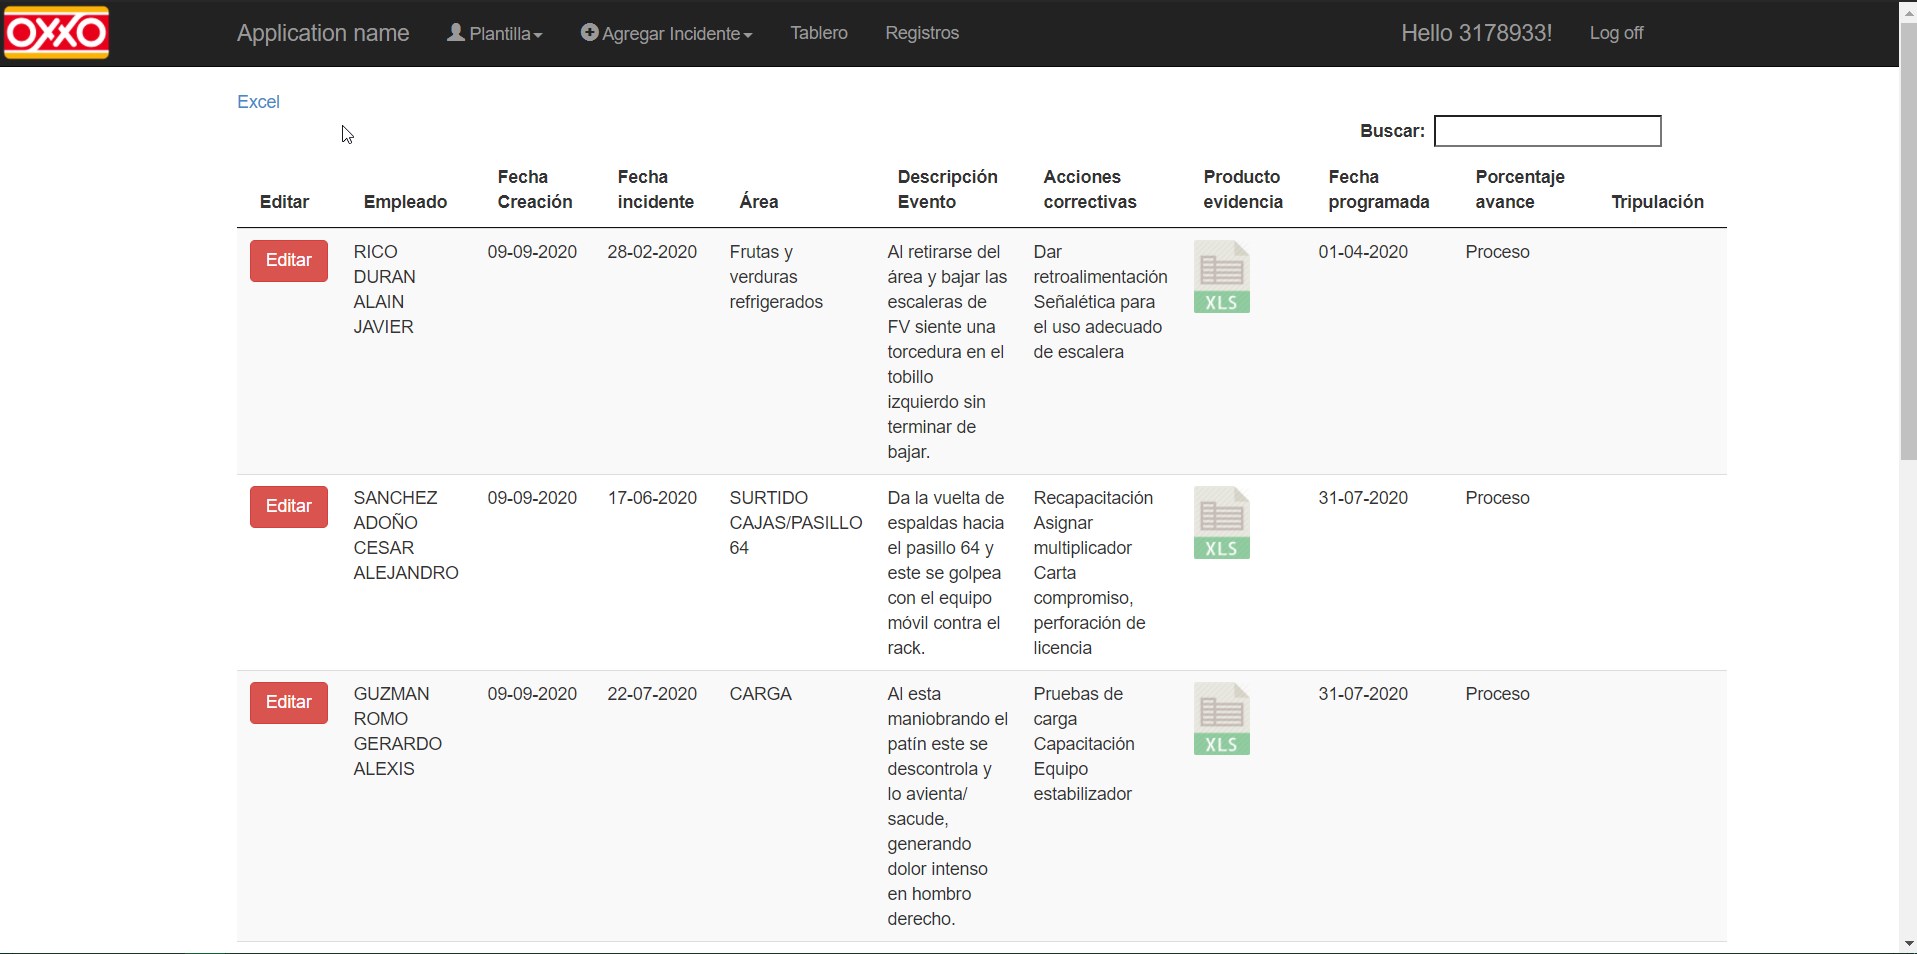 OXXO
Application name
Plantilla
Agregar Incidente
Tablero
Registros
Hello 3178933!
Log off
Excel
Buscar:
Editar
Empleado
Fecha
Creación
Fecha
incidente
Área
Descripción
Evento
Acciones
correctivas
Producto
evidencia
Fecha
programada
Porcentaje
avance
Tripulación
Editar
RICO
DURAN
ALAIN
JAVIER
09-09-2020
28-02-2020
Frutas y
verduras
refrigerados
Al retirarse del
área y bajar las
escaleras de
FV siente una
torcedura en el
tobillo
izquierdo sin
terminar de
bajar.
Dar
retroalimentación
Señalética para
el uso adecuado
de escalera
XLS
01-04-2020
Proceso
Editar
SANCHEZ
ADOÑO
CESAR
ALEJANDRO
09-09-2020
17-06-2020
SURTIDO
CAJAS/PASILLO
64
Da la vuelta de
espaldas hacia
el pasillo 64 y
este se golpea
con el equipo
móvil contra el
rack.
Recapacitación
Asignar
multiplicador
Carta
compromiso,
perforación de
licencia
XLS
31-07-2020
Proceso
Editar
GUZMAN
ROMO
GERARDO
ALEXIS
09-09-2020
22-07-2020
CARGA
Al esta
maniobrando el
patín este se
descontrola y
lo avienta/
sacude,
generando
dolor intenso
en hombro
derecho.
Pruebas de
carga
Capacitación
Equipo
estabilizador
XLS
31-07-2020
Proceso